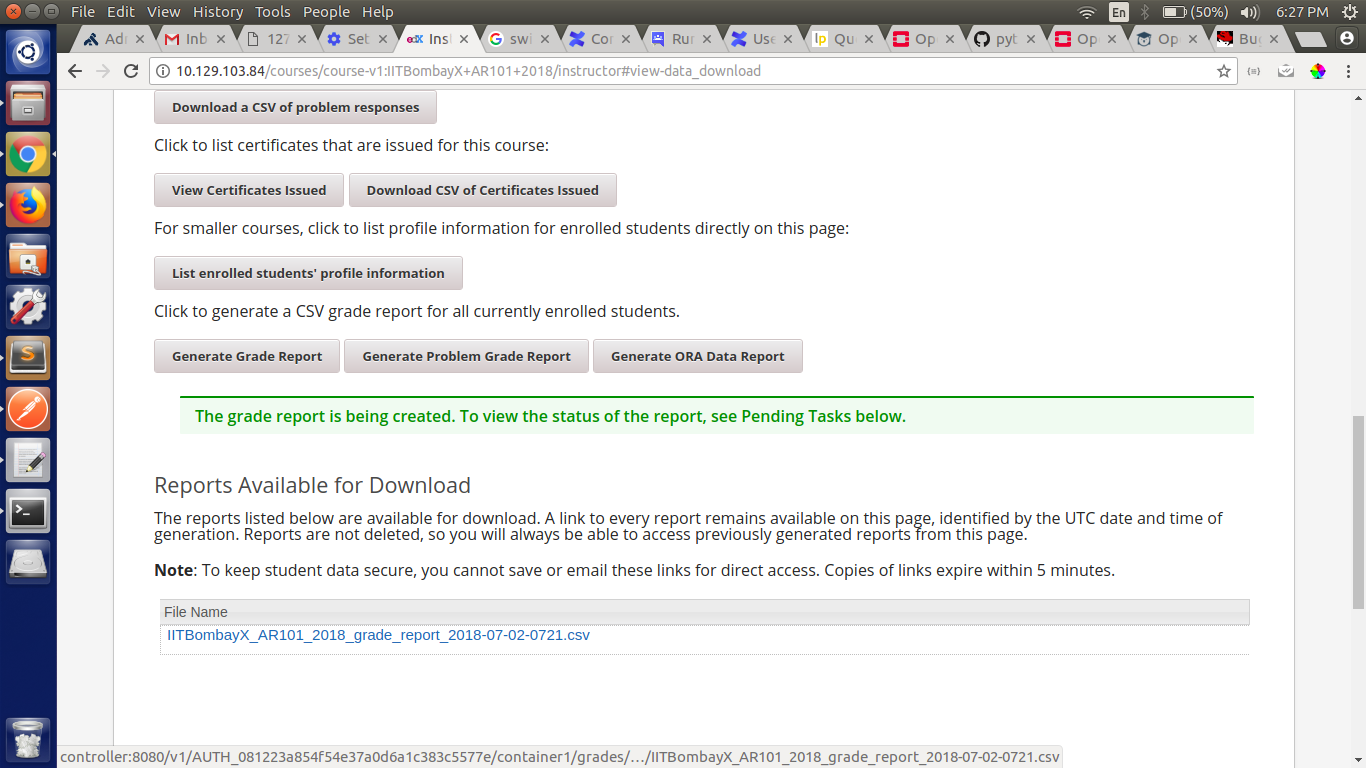 File Edit View History Tools People Help
En (50%) 6:27 PM
Adr Inb 127 Set edX Inst swi Cor Rur Use Qu Op pyt Op Op Bug
10.129.103.84/courses/course-v1:IITBombayX+AR101+2018/instructor#view-data_download
Download a CSV of problem responses
Click to list certificates that are issued for this course:
View Certificates Issued Download CSV of Certificates Issued
For smaller courses, click to list profile information for enrolled students directly on this page:
List enrolled students' profile information
Click to generate a CSV grade report for all currently enrolled students.
Generate Grade Report Generate Problem Grade Report Generate ORA Data Report
The grade report is being created. To view the status of the report, see Pending Tasks below.
Reports Available for Download
The reports listed below are available for download. A link to every report remains available on this page, identified by the UTC date and time of
generation. Reports are not deleted, so you will always be able to access previously generated reports from this page.
Note: To keep student data secure, you cannot save or email these links for direct access. Copies of links expire within 5 minutes.
File Name
IITBombayX_AR101_2018_grade_report_2018-07-02-0721.csv
controller:8080/v1/AUTH_081223a854f54e37a0d6a1c383c5577e/container1/grades/…/IITBombayX_AR101_2018_grade_report_2018-07-02-0721.csv